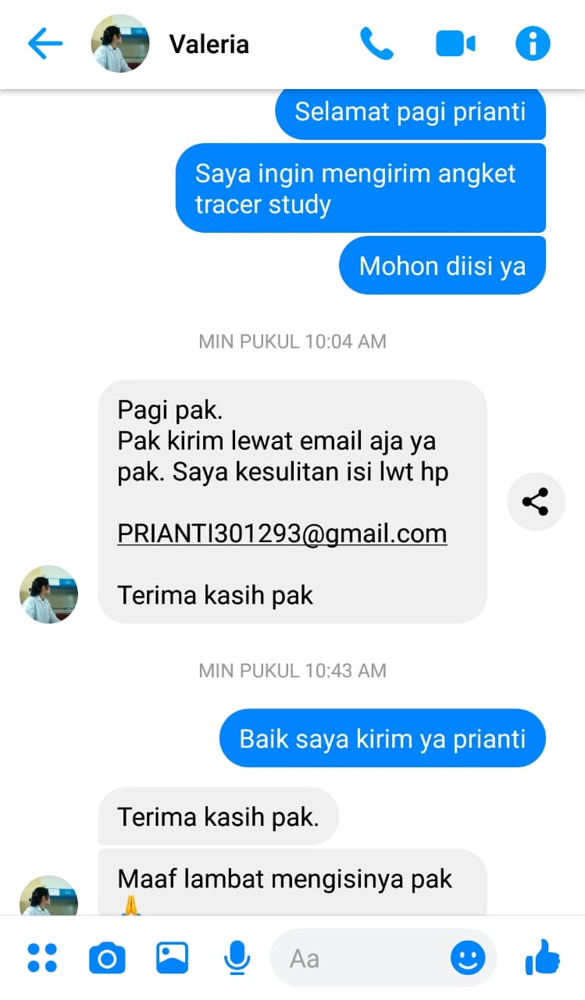 Valeria
Selamat pagi prianti
Saya ingin mengirim angket
tracer study
Mohon diisi ya
MIN PUKUL 10:04 AM
Pagi pak.
Pak kirim lewat email aja ya
pak. Saya kesulitan isi lwt hp
PRIANTI301293@gmail.com
Terima kasih pak
MIN PUKUL 10:43 AM
Baik saya kirim ya prianti
Terima kasih pak.
Maaf lambat mengisinya pak
🙏
Aa